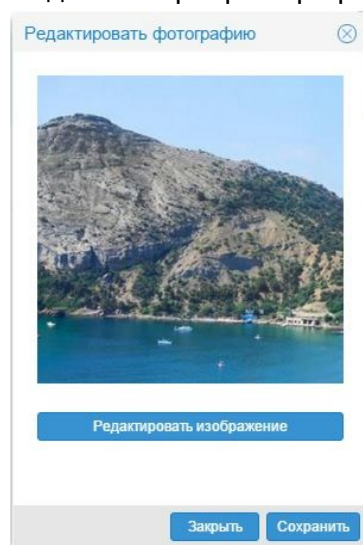 Редактировать фотографию
Редактировать изображение
Закрыть Сохранить